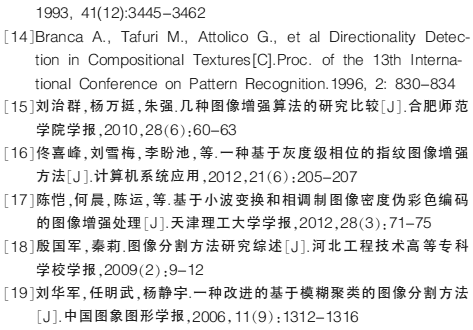 1993, 41(12):3445-3462
[14]Branca A., Tafuri M., Attolico G., et al Directionality Detec-
tion in Compositional Textures[C].Proc. of the 13th Interna-
tional Conference on Pattern Recognition.1996, 2: 830-834
[15]刘治群,杨万挺,朱强.几种图像增强算法的研究比较[J].合肥师范
学院学报,2010,28(6):60-63
[16]佟喜峰,刘雪梅,李盼池,等.一种基于灰度级相位的指纹图像增强
方法[J].计算机系统应用,2012,21(6):205-207
[17]陈恺,何晨,陈运,等.基于小波变换和相调制图像密度伪彩色编码
的图像增强处理[J].天津理工大学学报,2012,28(3):71-75
[18]殷国军,秦莉.图像分割方法研究综述[J].河北工程技术高等专科
学校学报,2009(2):9-12
[19]刘华军,任明武,杨静宇.一种改进的基于模糊聚类的图像分割方法
[J].中国图象图形学报,2006,11(9):1312-1316